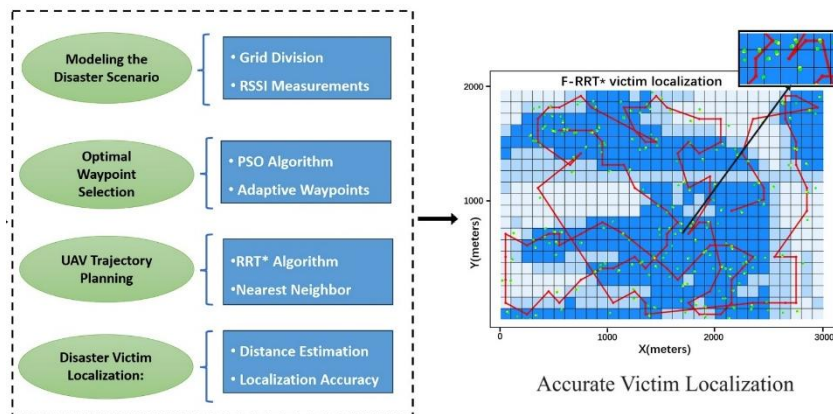 Modeling the
Disaster Scenario
• Grid Division
• RSSI Measurements
Optimal
Waypoint
Selection
• PSO Algorithm
• Adaptive Waypoints
UAV Trajectory
Planning
•RRT* Algorithm
•Nearest Neighbor
Disaster Victim
Localization:
• Distance Estimation
• Localization Accuracy
F-RRT* victim localization
2000
1000
0
Y(meters)
0
1000
2000
3000
X(meters)
Accurate Victim Localization